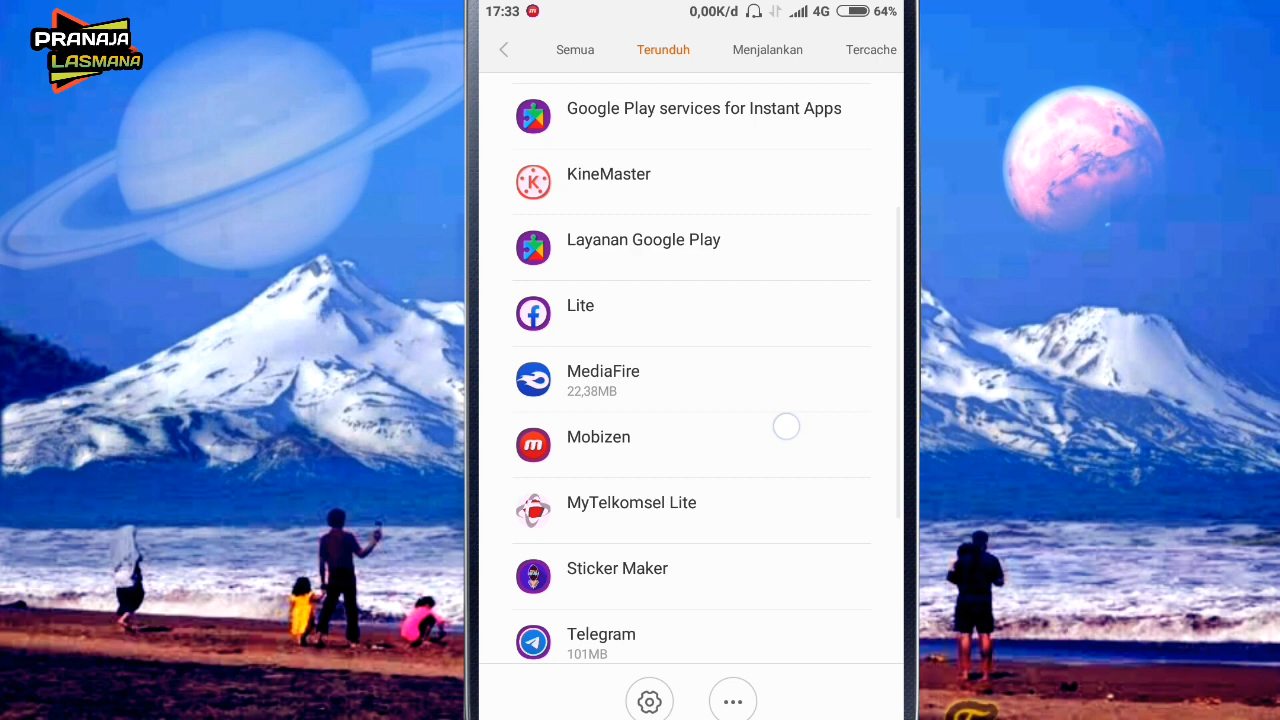 PRANAJA
LASMANA
17:33
0,00K/d
4G
64%
Semua
Terunduh
Menjalankan
Tercache
Google Play services for Instant Apps
KineMaster
Layanan Google Play
Lite
MediaFire
22,38MB
Mobizen
MyTelkomsel Lite
Sticker Maker
Telegram
101MB